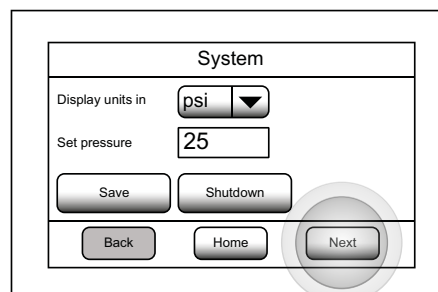 System
Display units in psi
Set pressure 25
Save Shutdown
Back Home Next